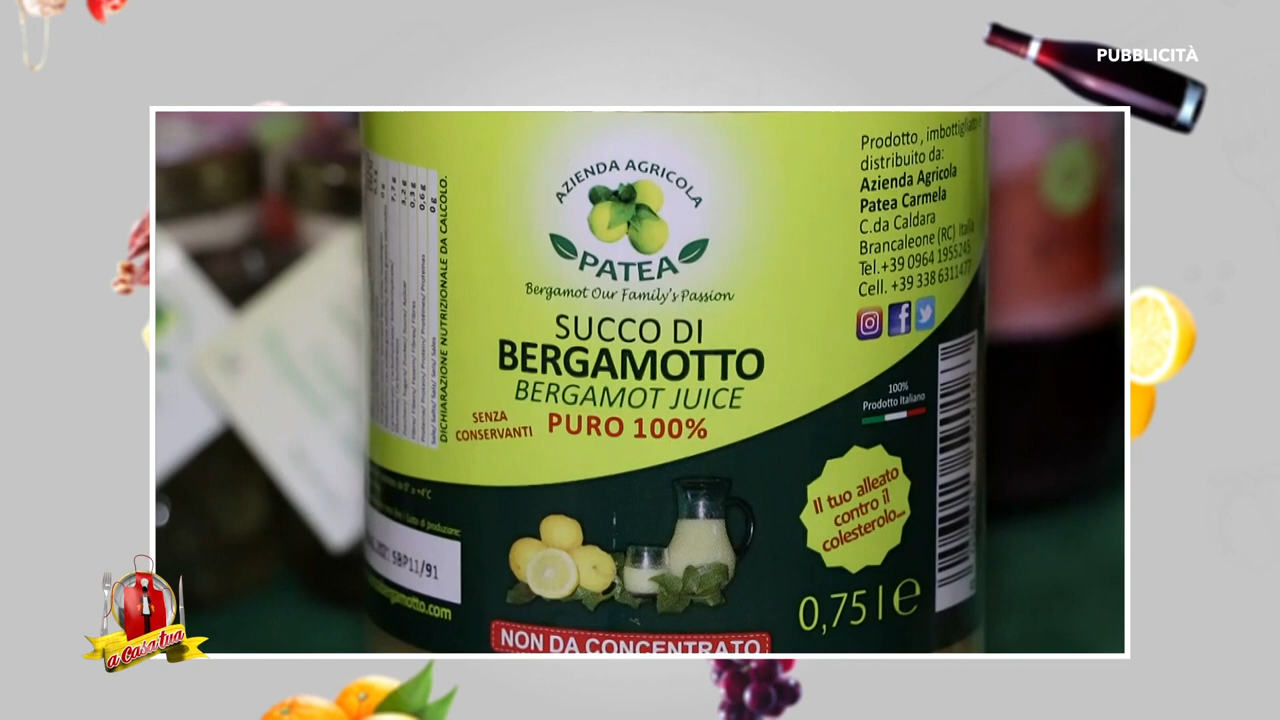 PUBBLICITÀ
AZIENDA AGRICOLA
PATEA
Bergamot Our Family's Passion
SUCCO DI
BERGAMOTTO
BERGAMOT JUICE
SENZA
CONSERVANTI
PURO 100%
Prodotto, imbottigliato e
distribuito da:
Azienda Agricola
Patea Carmela
C.da Caldara
Brancaleone (RC) Italia
Tel.+39 0964 1955245
Cell. +39 338 6311477
100%
Prodotto Italiano
Il tuo alleato
contro il
colesterolo...
0,75 l e
NON DA CONCENTRATO
DICHIARAZIONE NUTRIZIONALE DA CALCOLO.
SBP11/91
a Casa tua